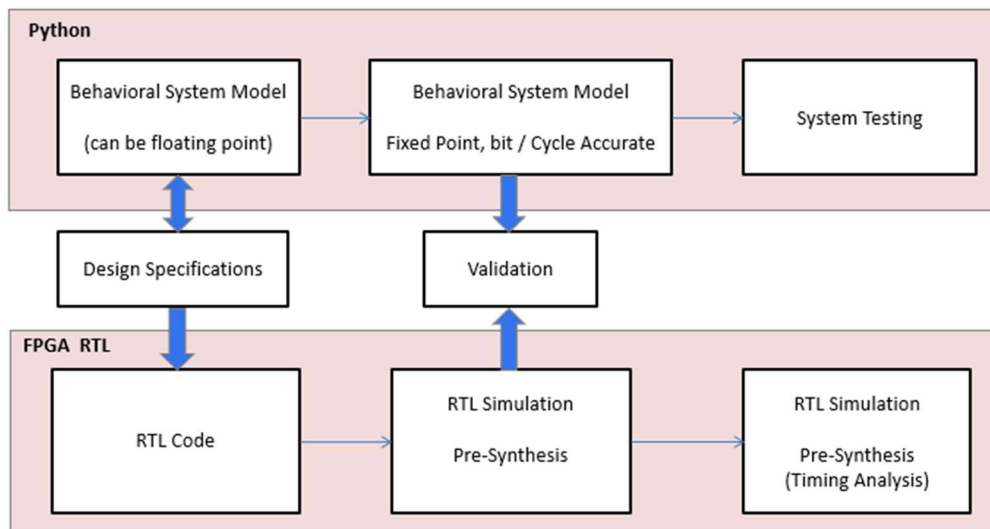 Python
Behavioral System Model
(can be floating point)
Behavioral System Model
Fixed Point, bit / Cycle Accurate
System Testing
Design Specifications
Validation
FPGA RTL
RTL Code
RTL Simulation
Pre-Synthesis
RTL Simulation
Pre-Synthesis
(Timing Analysis)